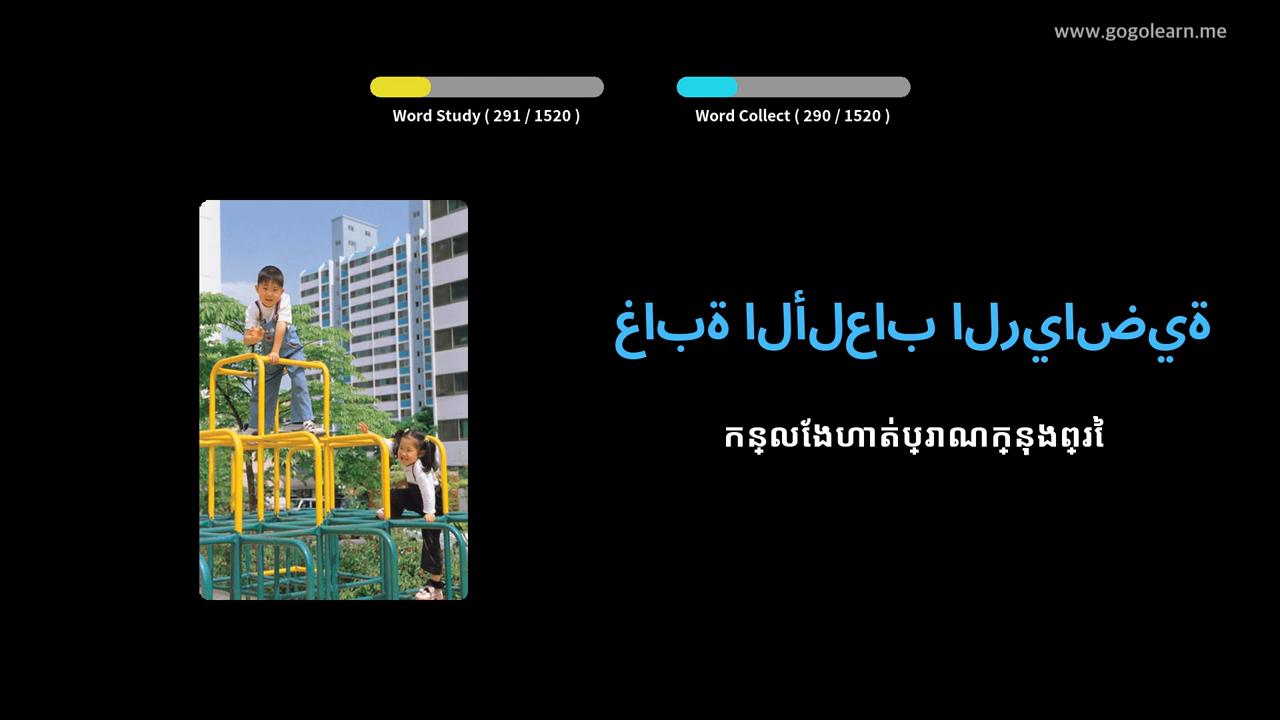 www.gogolearn.me
Word Study ( 291 / 1520 )
Word Collect ( 290 / 1520 )
غابة الألعاب الرياضية
កន្លែងហាត់ប្រាណក្នុងព្រៃ